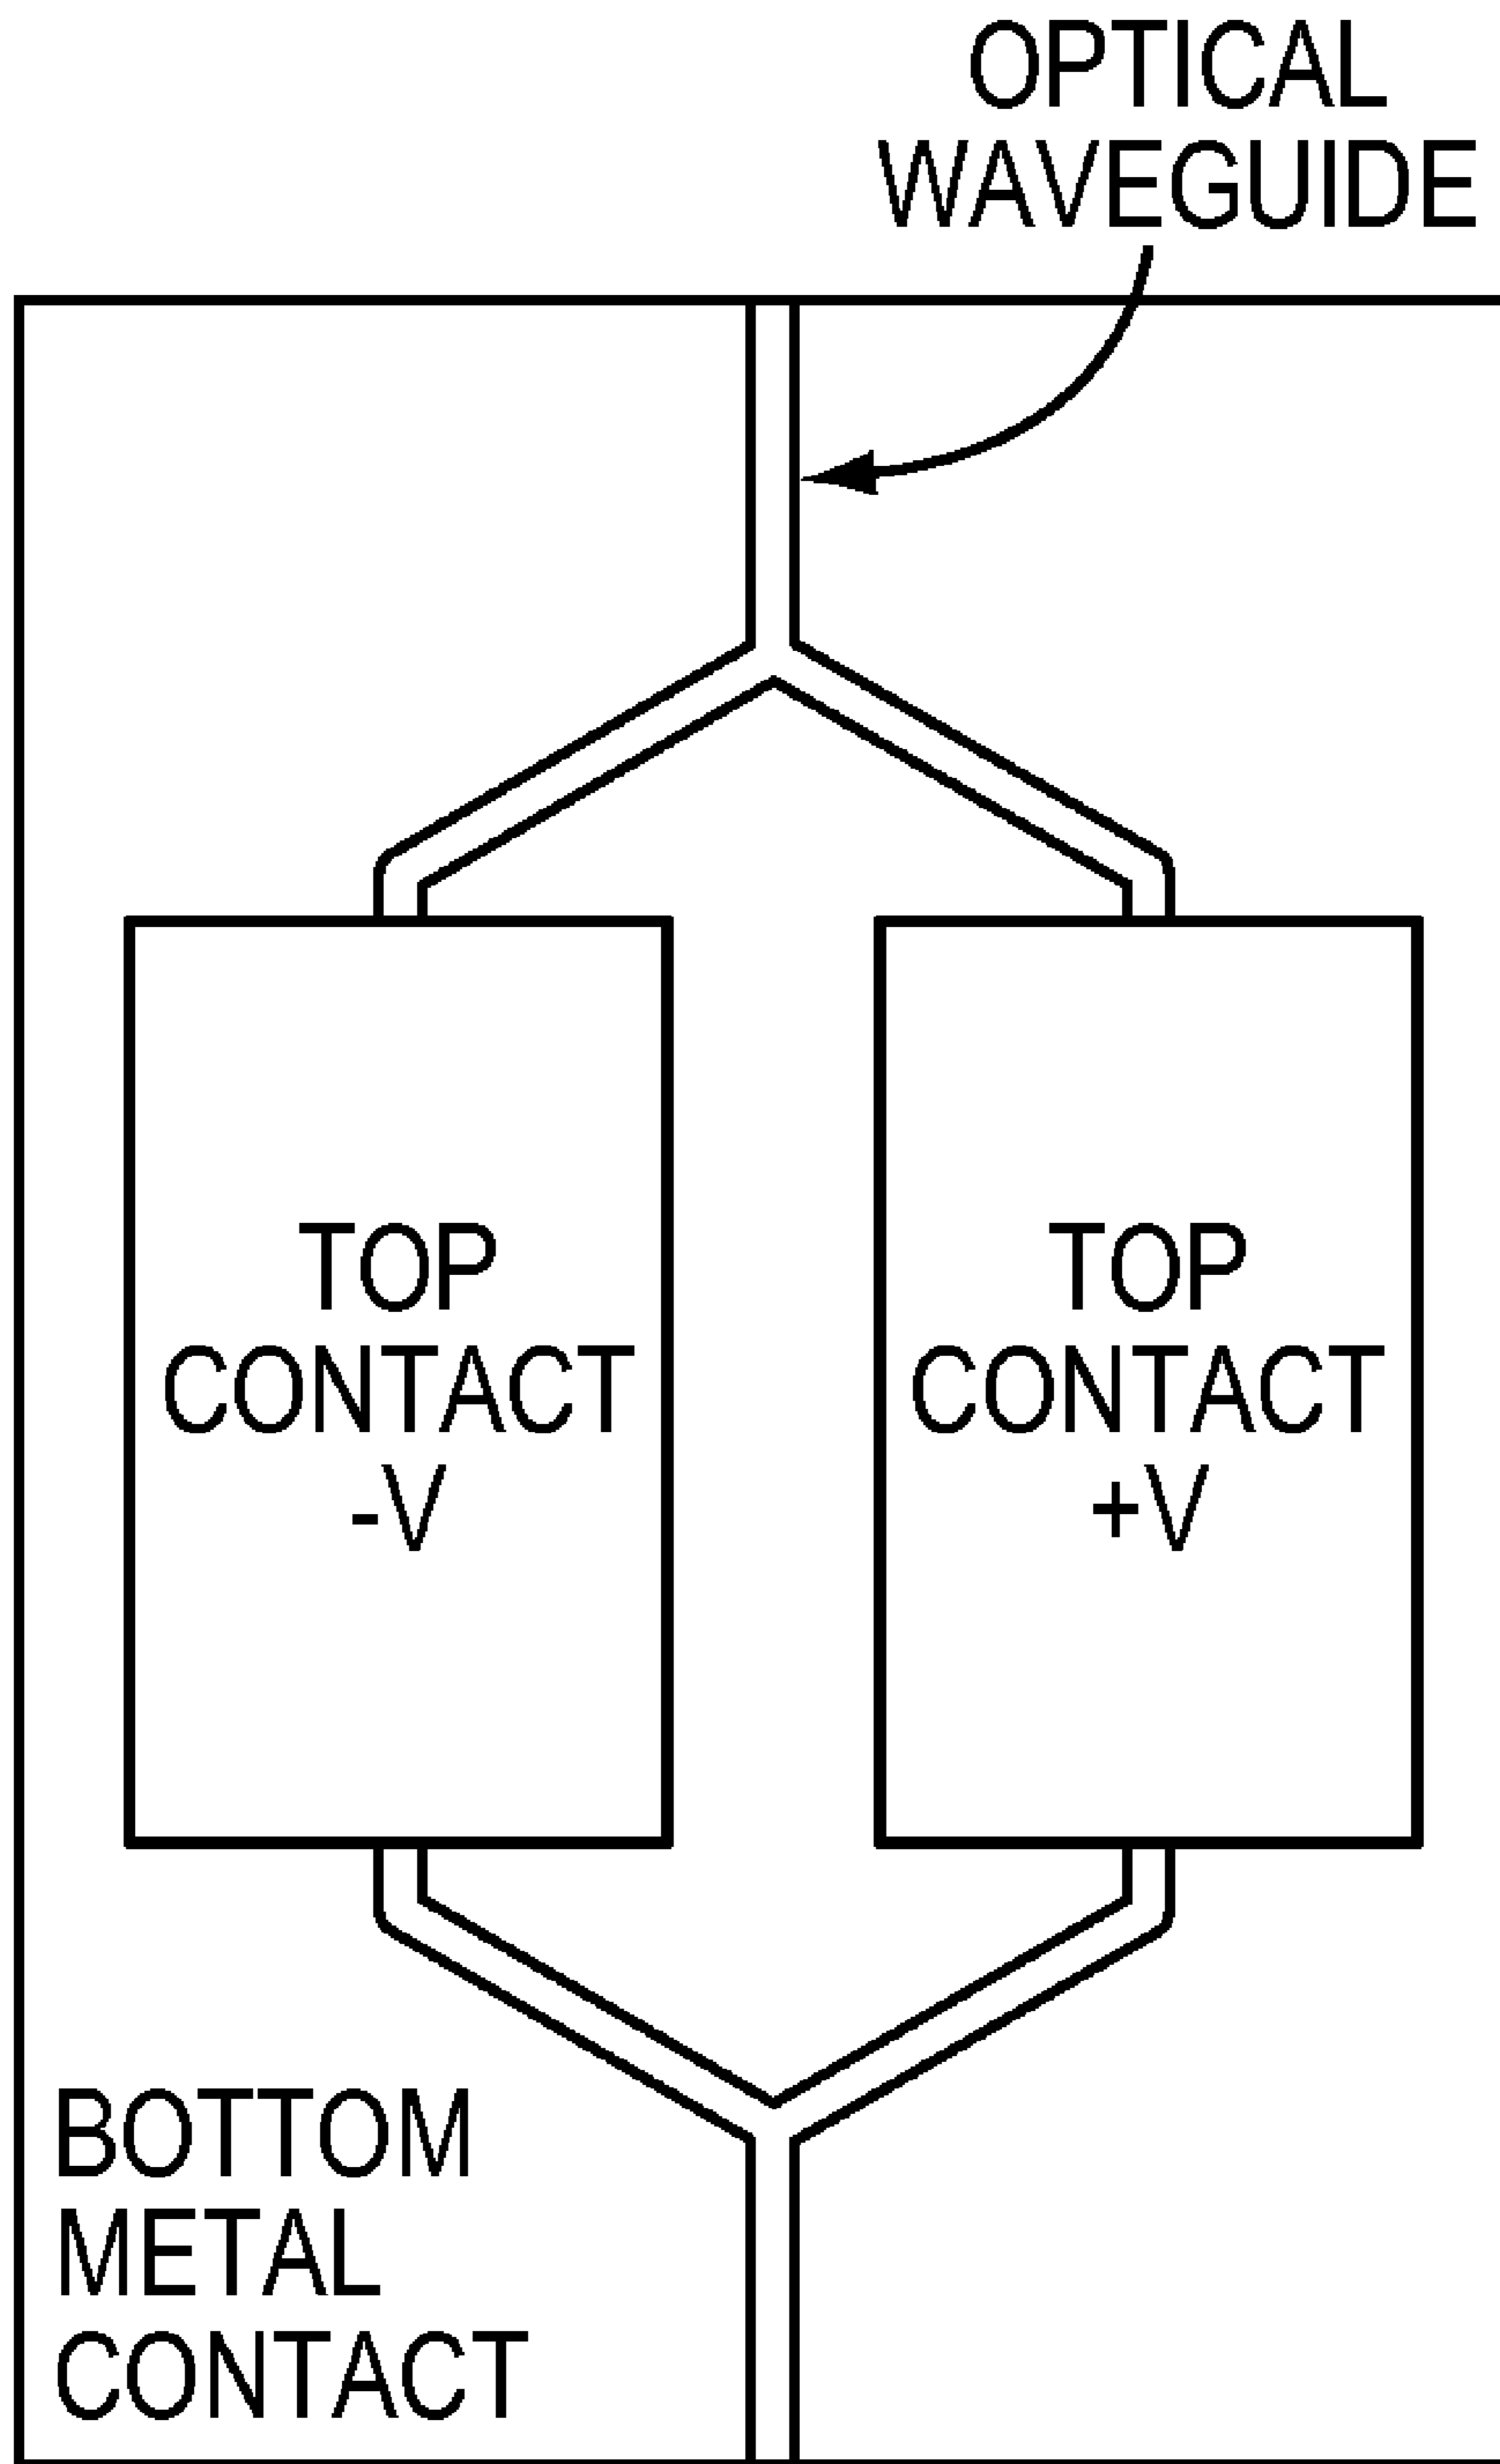 OPTICAL
WAVEGUIDE
TOP
CONTACT
-V
TOP
CONTACT
+V
BOTTOM
METAL
CONTACT